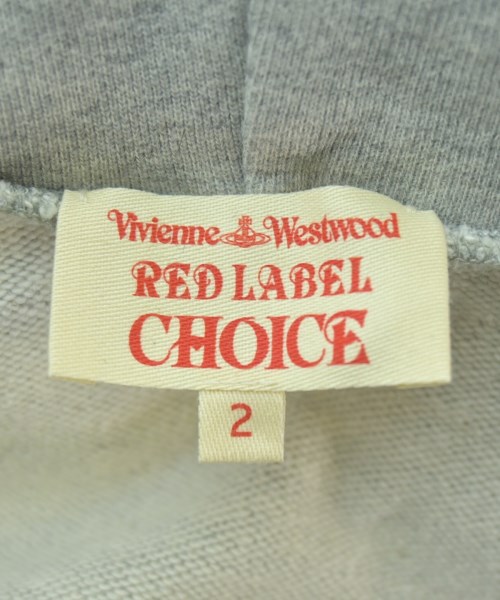 Vivienne Westwood
RED LABEL
CHOICE
2